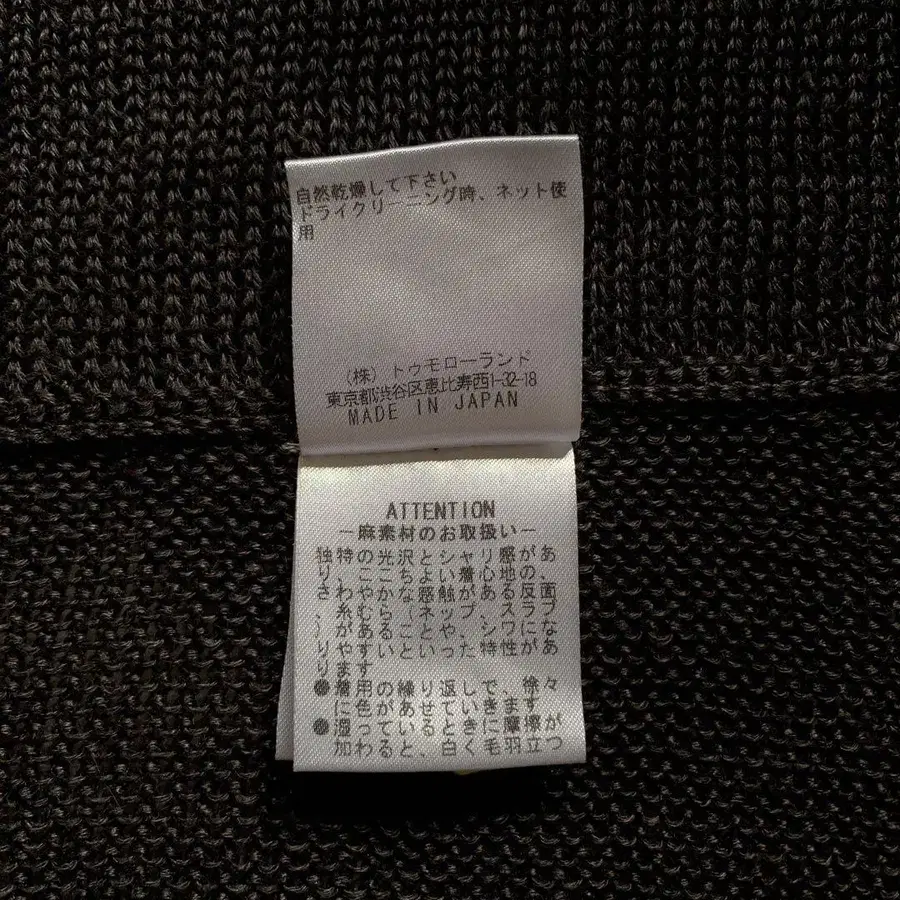 自然乾燥して下さい
ドライクリーニング時、ネット使
用
(株) トゥモローランド
東京都渋谷区恵比寿西1-32-18
MADE IN JAPAN
ATTENTION
―麻素材のお取扱い―
独特の光沢とシャリ感があ
り、ここちよい着心地の、
さわやかな感触がある反面
、糸むら(ネップ、スラブ
)があることや、シワにな
りやすいといった特性があ
ります
●着用の繰り返しで、徐々
に色があせていきます
●湿っているときに摩擦が
加わると、白く毛羽立つ